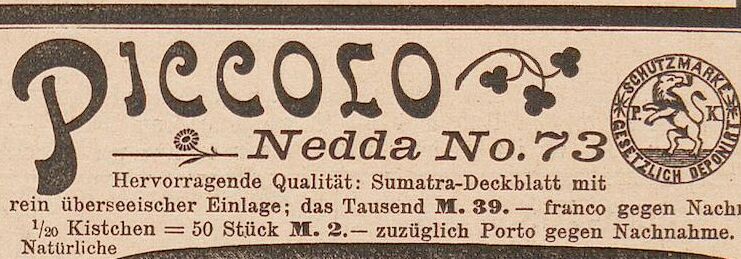 PICCOLO
Nedda No. 73
SCHUTZMARKE
P. K
GESETZLICH DEPONIRT
Hervorragende Qualität: Sumatra-Deckblatt mit
rein überseeischer Einlage; das Tausend M. 39.— franco gegen
1/20 Kistchen = 50 Stück M. 2.— zuzüglich Porto gegen Nachnahme.
Natürliche